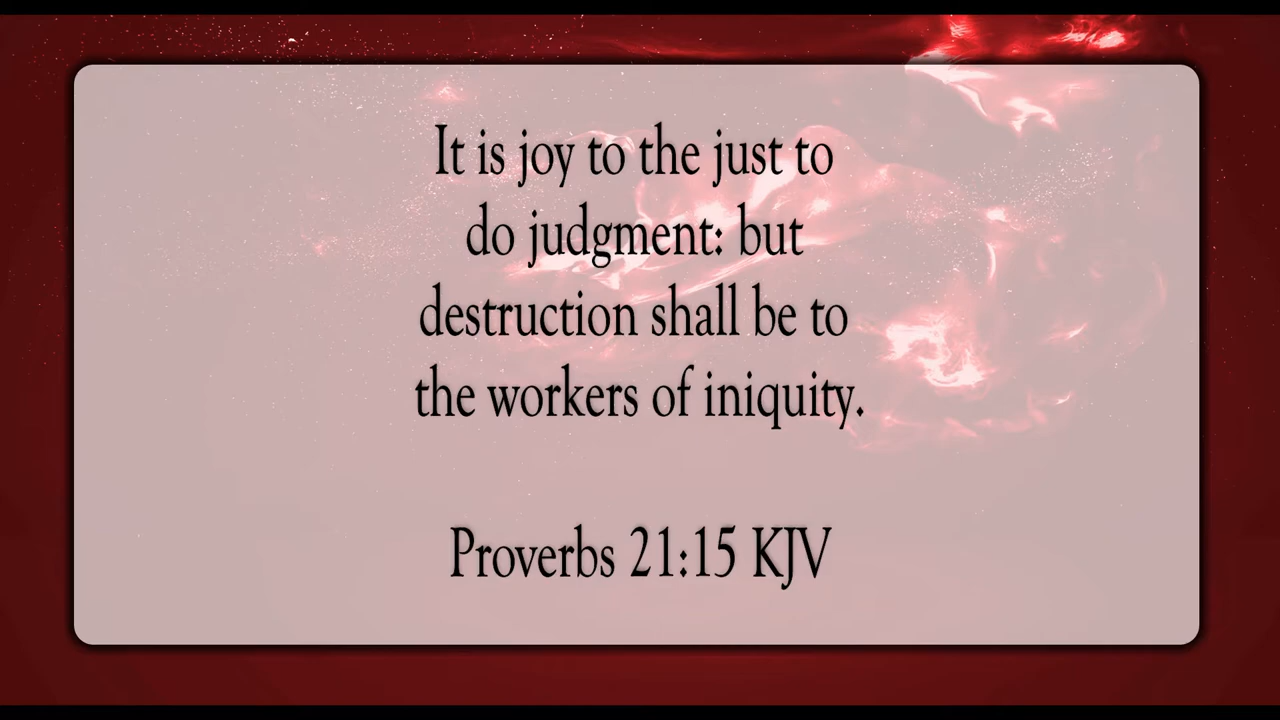 It is joy to the just to
do judgment: but
destruction shall be to
the workers of iniquity.
Proverbs 21:15 KJV